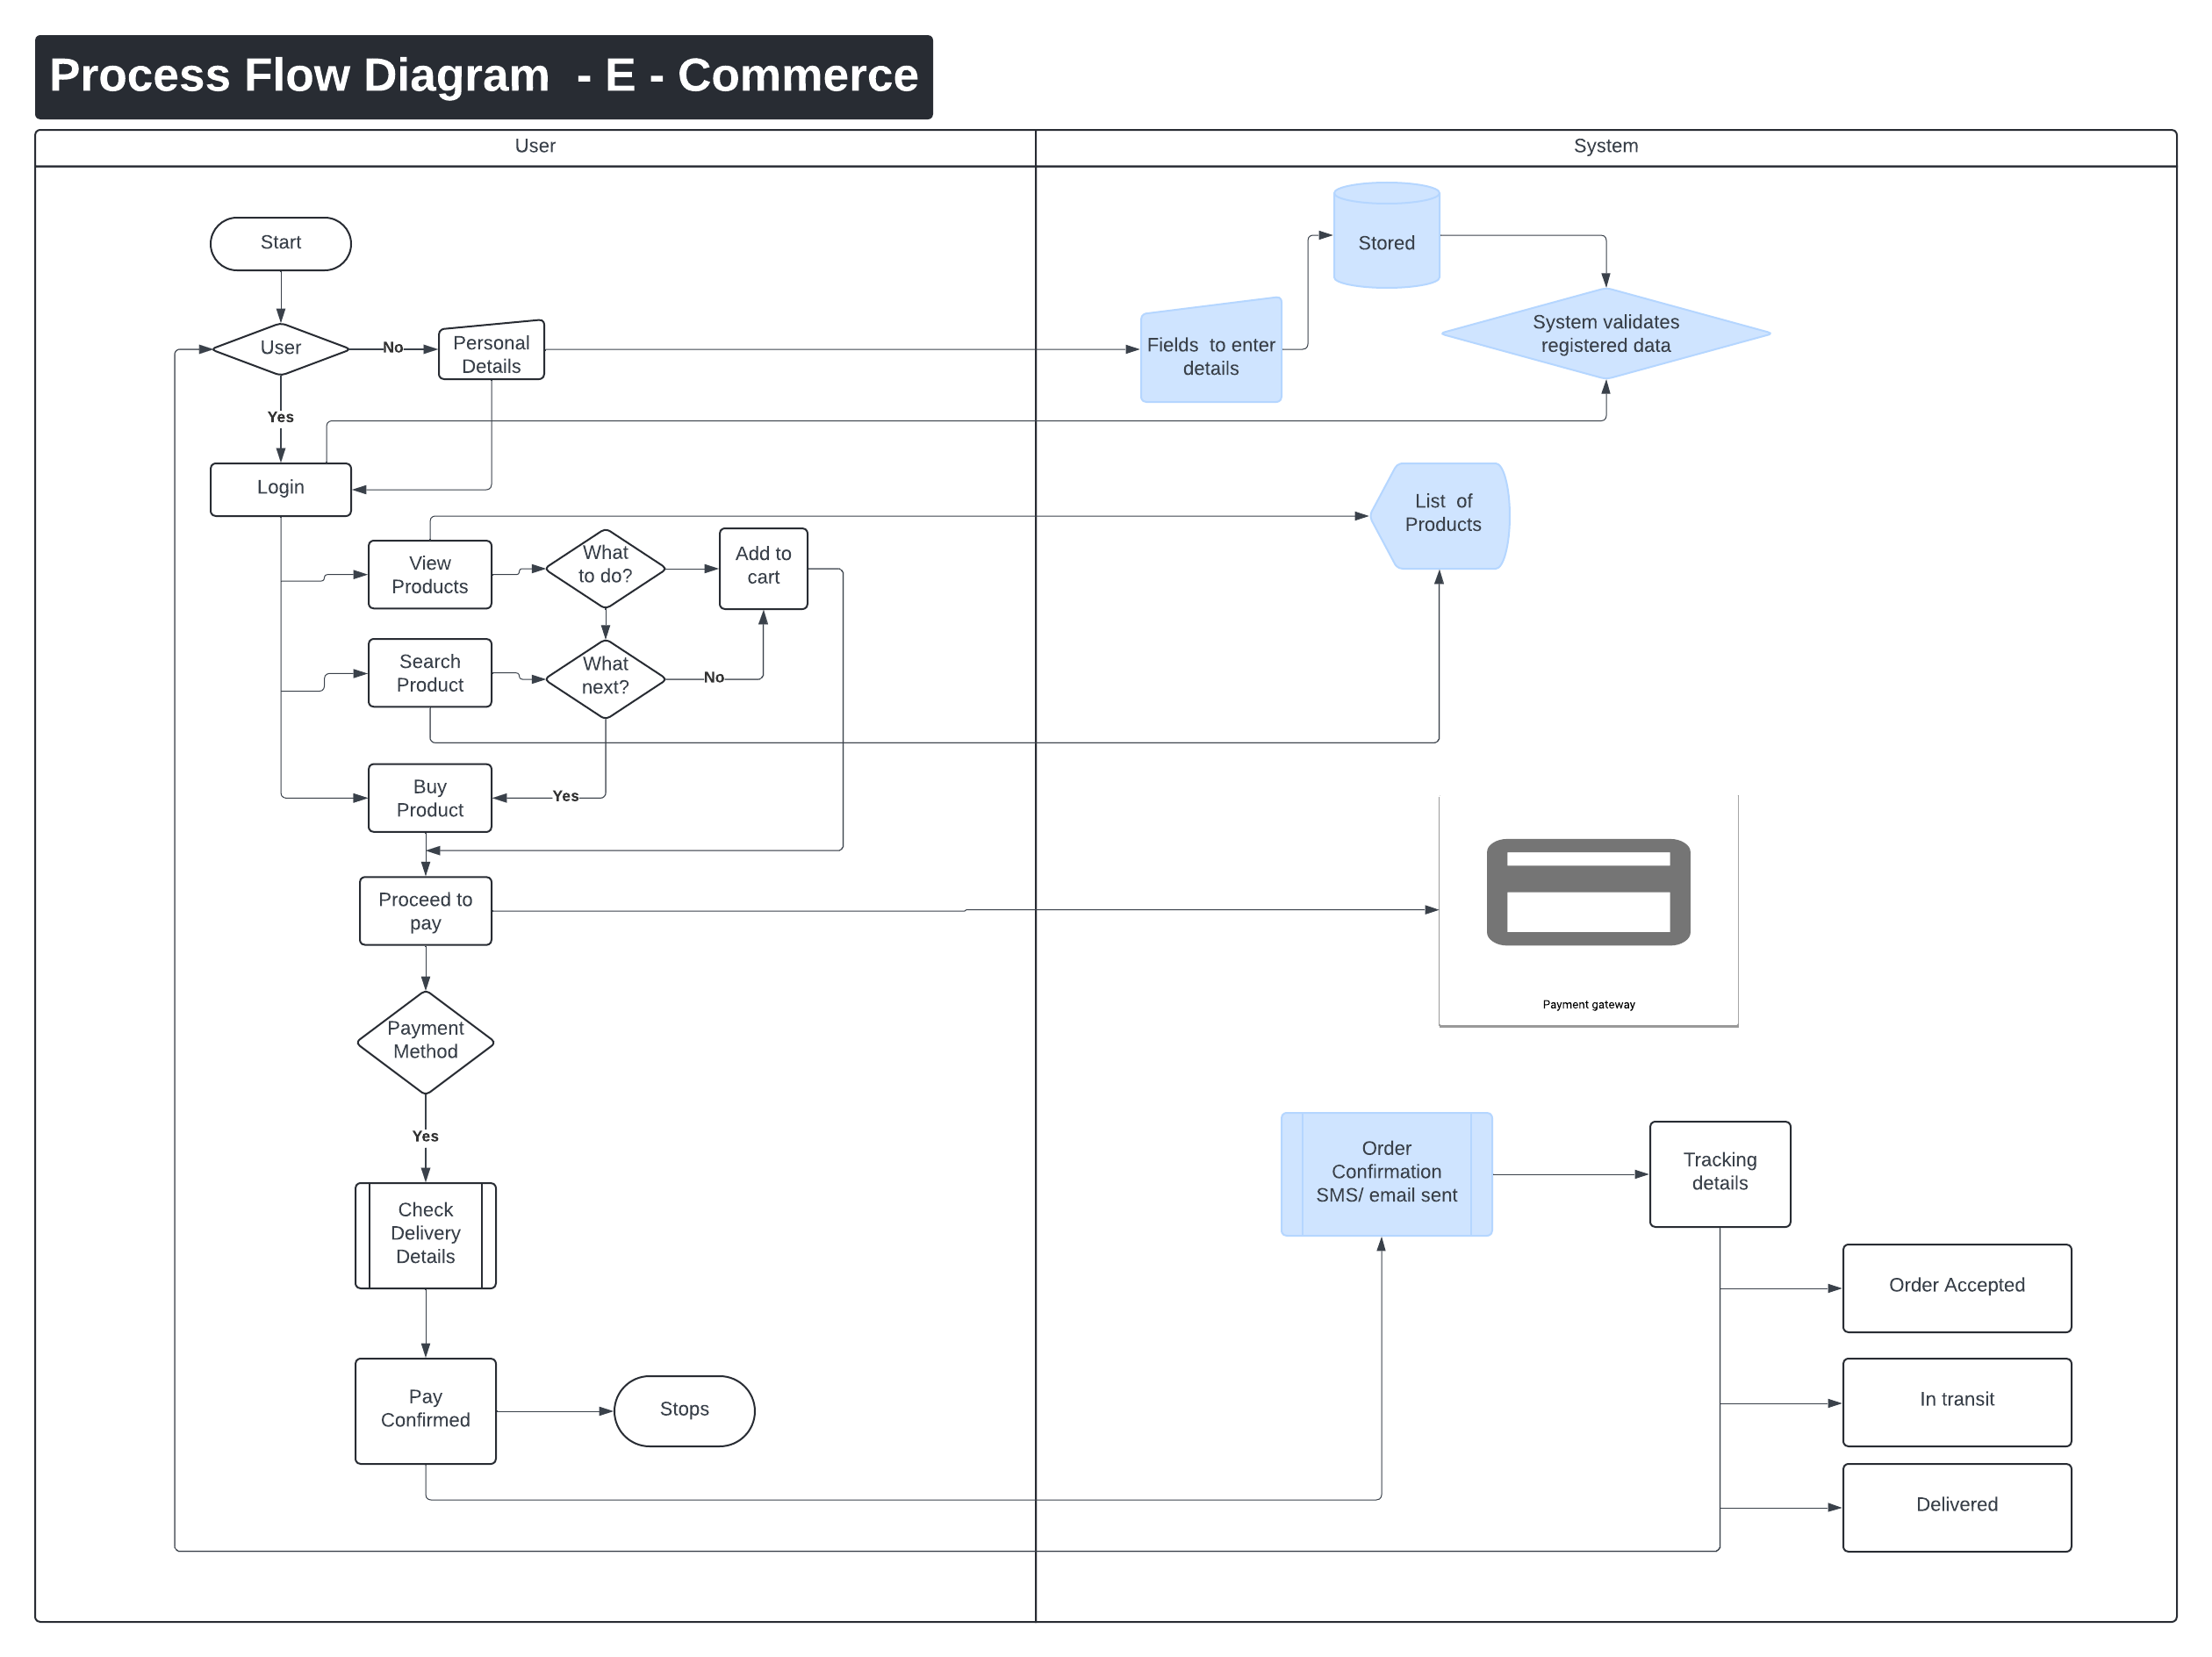 Process Flow Diagram  - E - Commerce
User
System
Start
Stored
User
No
Personal
Details
Fields  to enter
details
System validates
registered data
Yes
Login
List  of
Products
View
Products
What
to do?
Add to
cart
Search
Product
What
next?
No
Buy
Product
Yes
Proceed to
pay
Payment gateway
Payment
Method
Yes
Order
Confirmation
SMS/ email sent
Tracking
details
Check
Delivery
Details
Order Accepted
Pay
Confirmed
Stops
In transit
Delivered